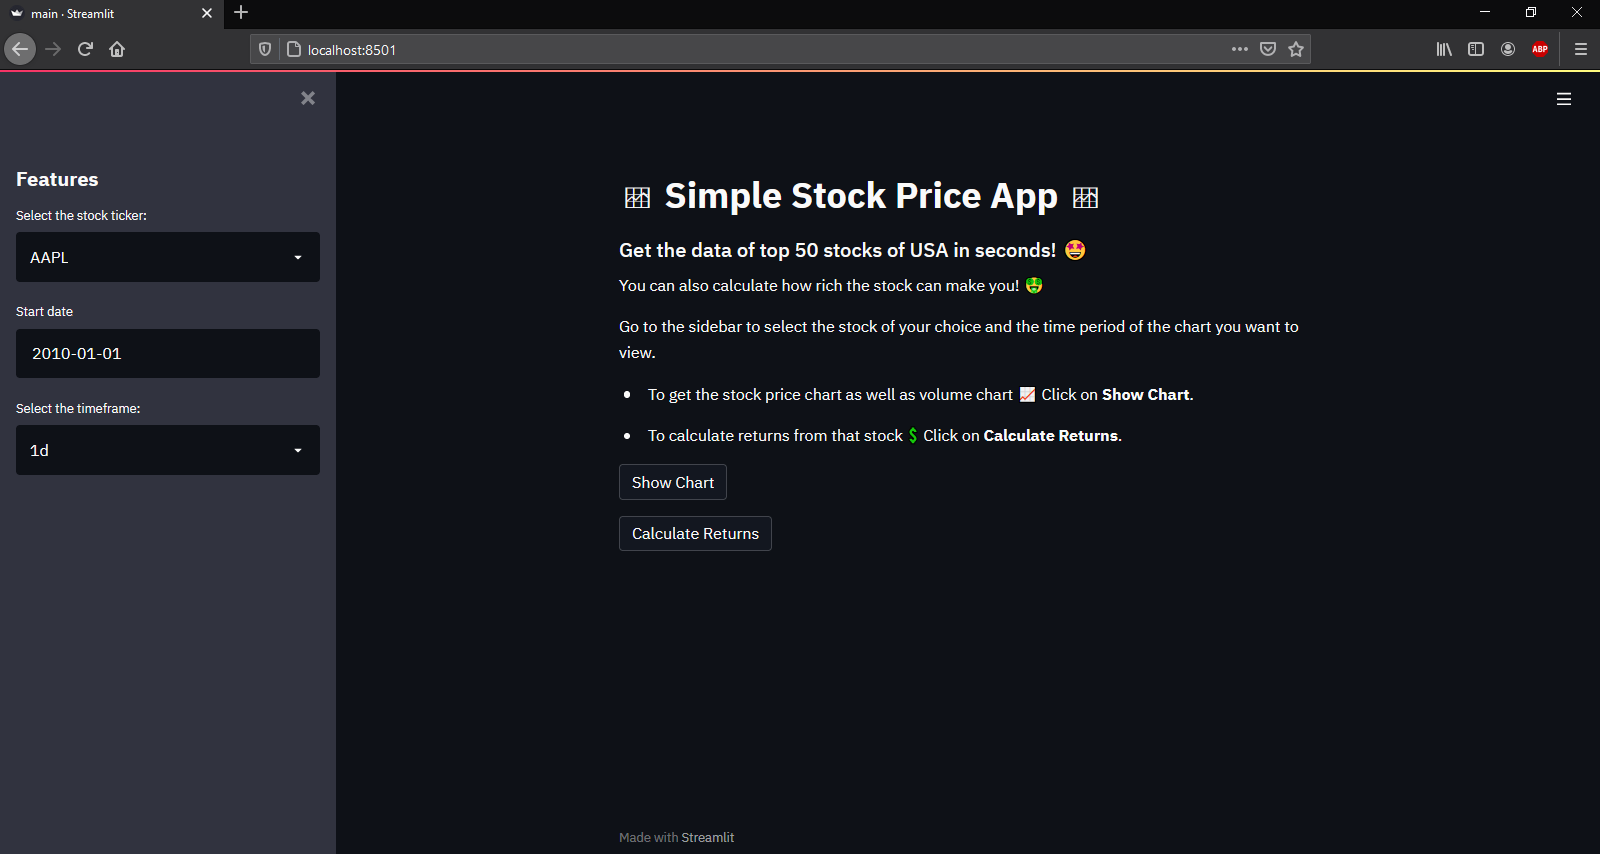 main · Streamlit
localhost:8501
ABP
Features
Select the stock ticker:
AAPL
Start date
2010-01-01
Select the timeframe:
1d
Simple Stock Price App
Get the data of top 50 stocks of USA in seconds! 🤩
You can also calculate how rich the stock can make you! 🤑
Go to the sidebar to select the stock of your choice and the time period of the chart you want to
view.
• To get the stock price chart as well as volume chart 📈 Click on Show Chart.
• To calculate returns from that stock 💲 Click on Calculate Returns.
Show Chart
Calculate Returns
Made with Streamlit